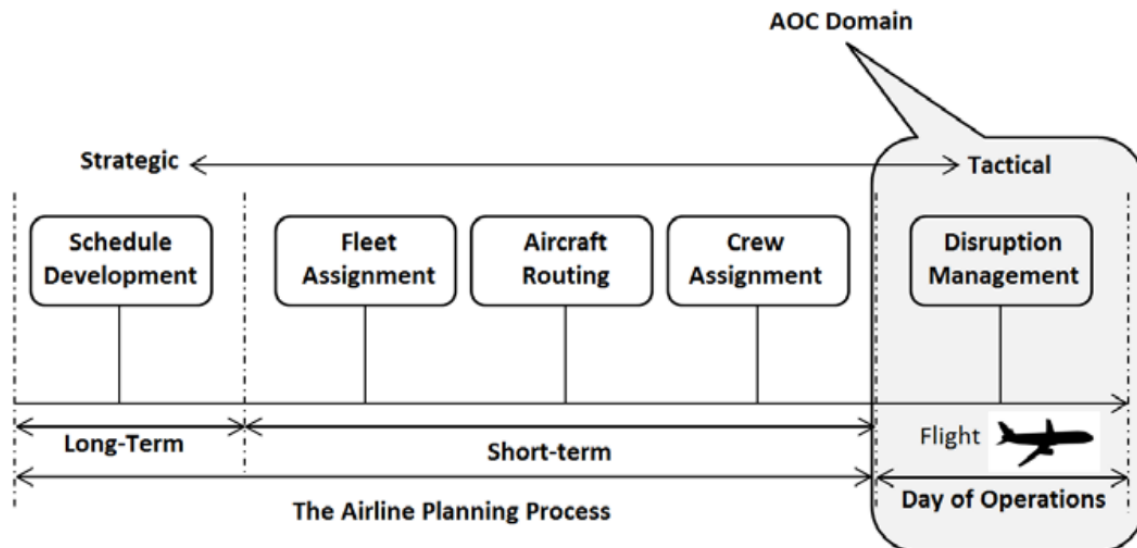 AOC Domain
Strategic
Tactical
Schedule
Development
Fleet
Assignment
Aircraft
Routing
Crew
Assignment
Disruption
Management
Long-Term
Short-term
Flight
The Airline Planning Process
Day of Operations